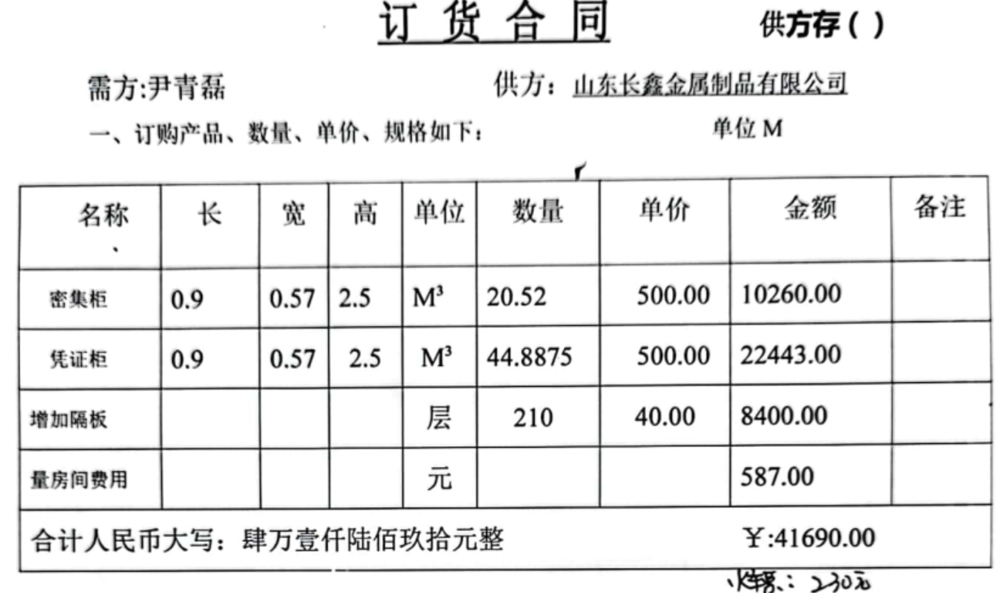 订货合同 供方存( )
需方:尹青磊 供方：山东长鑫金属制品有限公司
一、订购产品、数量、单价、规格如下： 单位 M
名称 长 宽 高 单位 数量 单价 金额 备注
密集柜 0.9 0.57 2.5 M³ 20.52 500.00 10260.00
凭证柜 0.9 0.57 2.5 M³ 44.8875 500.00 22443.00
增加隔板 层 210 40.00 8400.00
量房间费用 元 587.00
合计人民币大写：肆万壹仟陆佰玖拾元整 ¥:41690.00
火车票：230元